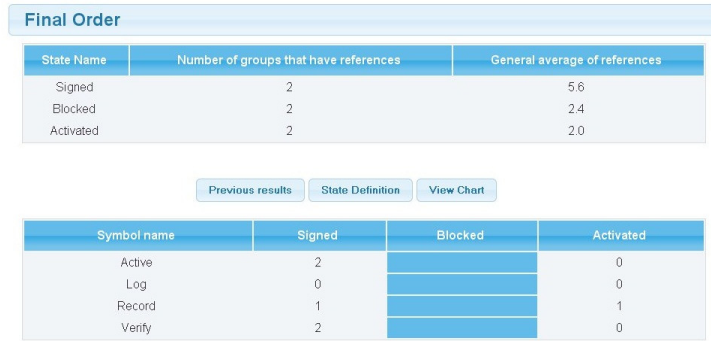 Final Order
State Name Number of groups that have references General average of references
Signed 2 5.6
Blocked 2 2.4
Activated 2 2.0
Previous results State Definition View Chart
Symbol name Signed Blocked Activated
Active 2 0
Log 0 0
Record 1 1
Verify 2 0